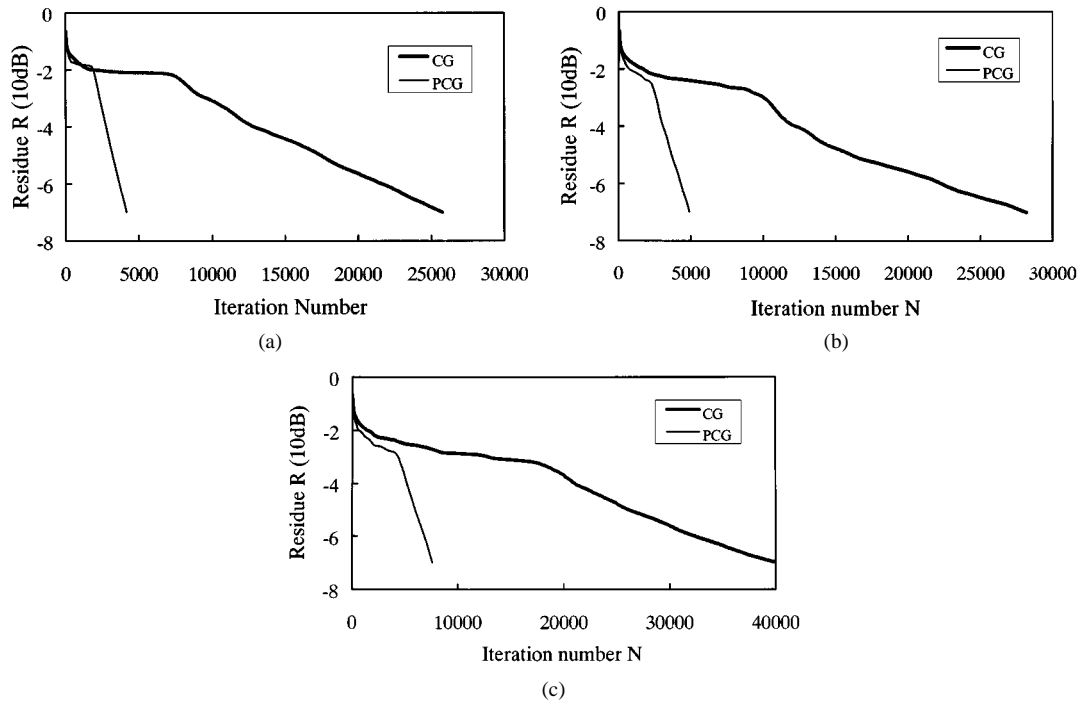 0
-2
-4
-6
-8
Residue R (10dB)
CG
PCG
0 5000 10000 15000 20000 25000 30000
Iteration Number
(a)
0
-2
-4
-6
-8
Residue R (10dB)
CG
PCG
0 5000 10000 15000 20000 25000 30000
Iteration number N
(b)
0
-2
-4
-6
-8
Residue R (10dB)
CG
PCG
0 10000 20000 30000 40000
Iteration number N
(c)